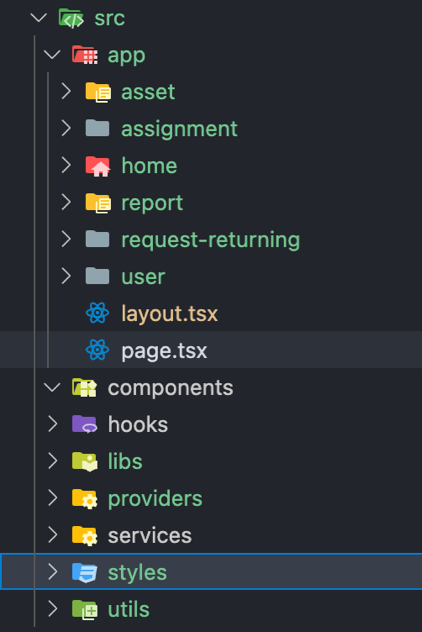 src
app
asset
assignment
home
report
request-returning
user
layout.tsx
page.tsx
components
hooks
libs
providers
services
styles
utils